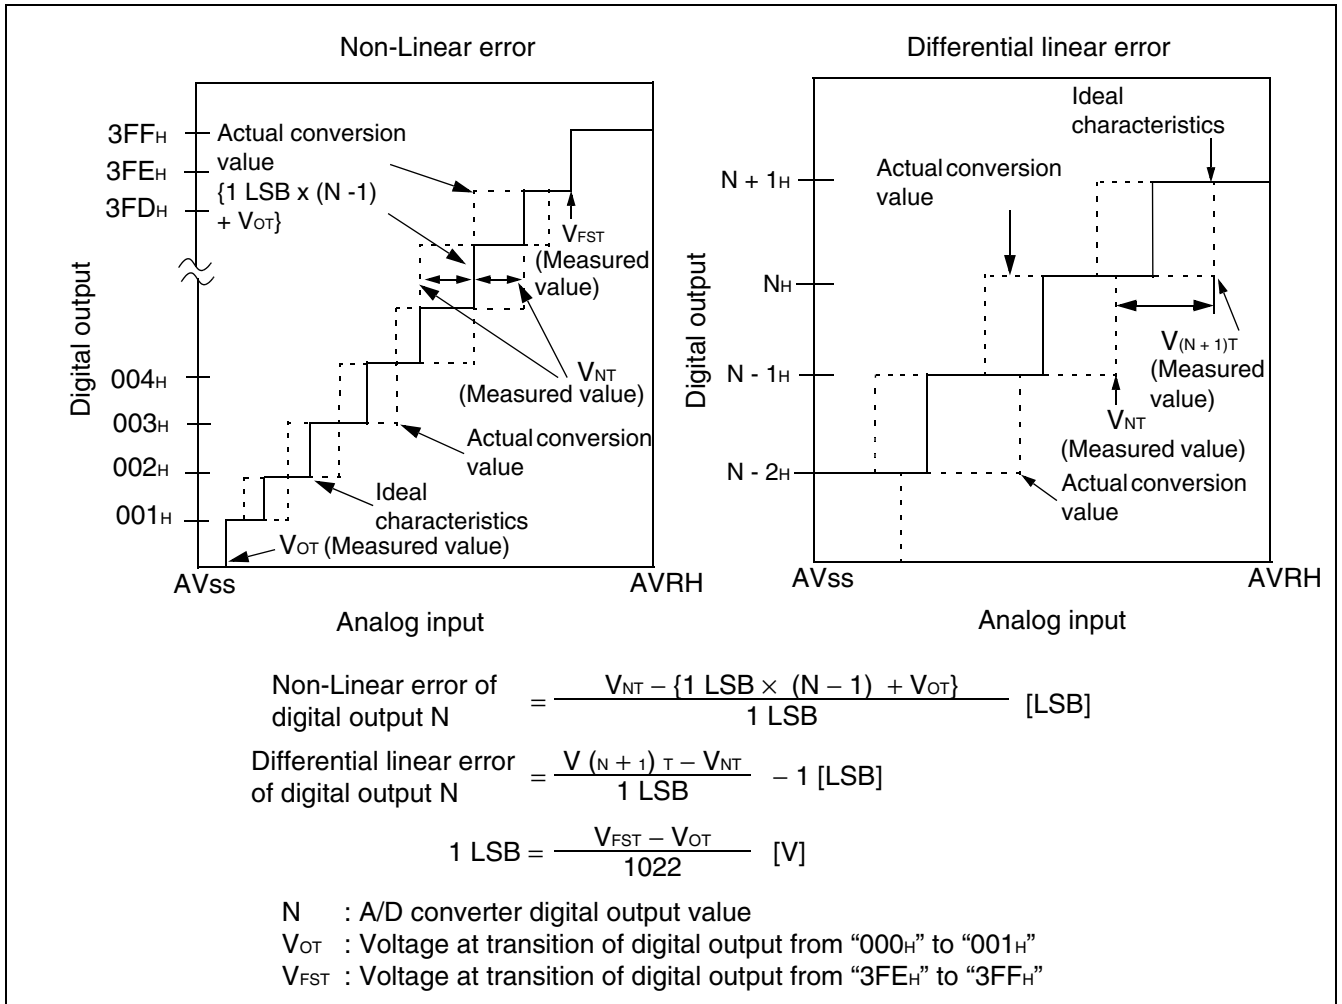 Non-Linear error
3FFH
3FEH
3FDH
004H
003H
002H
001H
Digital output
Actual conversion
value
{1 LSB x (N -1)
+ VOT}
VFST
(Measured
value)
VNT
(Measured value)
Actual conversion
value
Ideal
characteristics
VOT (Measured value)
AVss
AVRH
Analog input
Differential linear error
Ideal
characteristics
Actual conversion
value
N + 1H
NH
N - 1H
N - 2H
Digital output
V(N + 1)T
(Measured
value)
VNT
(Measured value)
Actual conversion
value
AVss
AVRH
Analog input
Non-Linear error of
digital output N
= VNT − {1 LSB × (N − 1) + VOT}
1 LSB
[LSB]
Differential linear error
of digital output N
= V (N + 1) T − VNT
1 LSB
− 1 [LSB]
1 LSB = VFST − VOT
1022
[V]
N : A/D converter digital output value
VOT : Voltage at transition of digital output from “000H” to “001H”
VFST : Voltage at transition of digital output from “3FEH” to “3FFH”